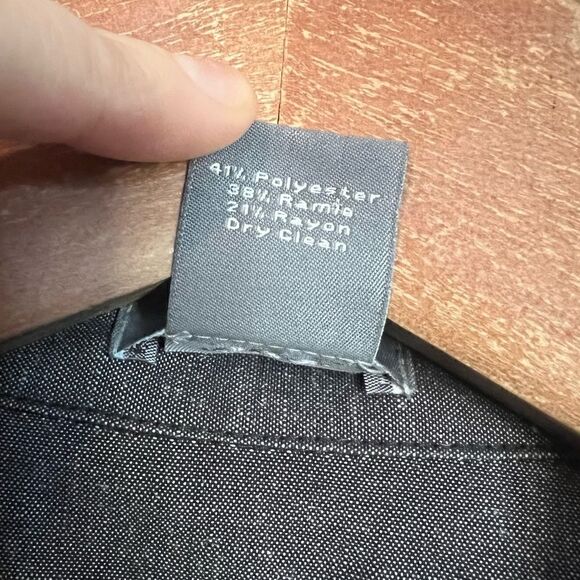 41% Polyester
38% Ramie
21% Rayon
Dry Clean